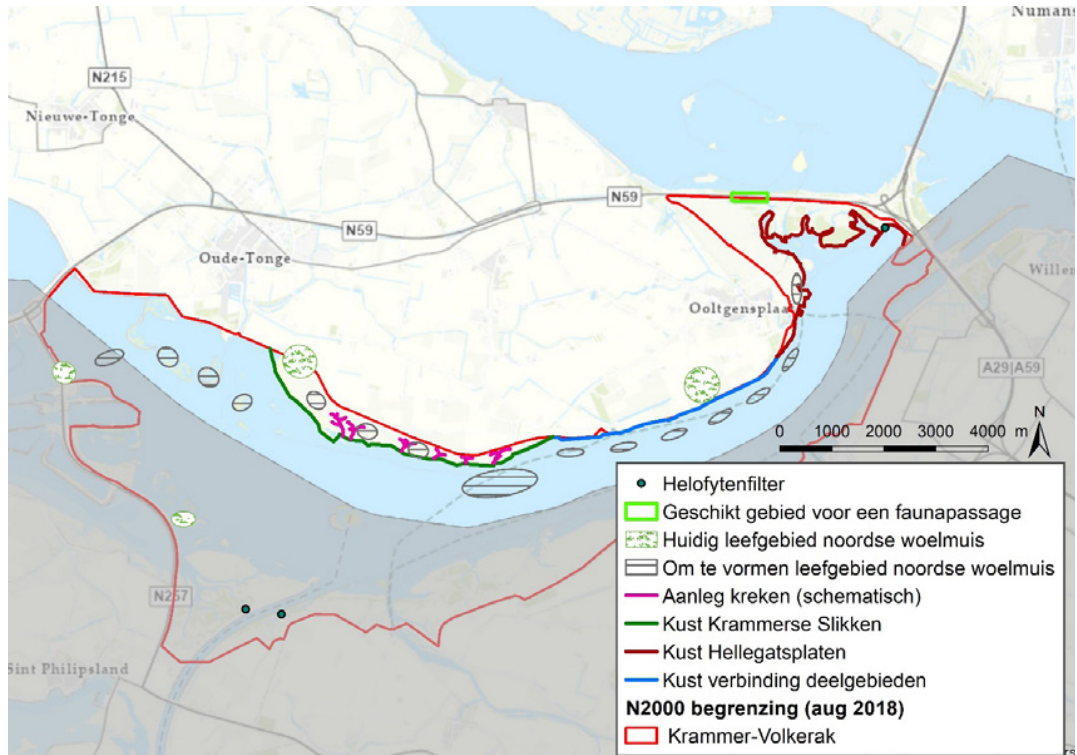 Numans
N215
Nieuwe-Tonge
N59
N59
Oude-Tonge
Wille
Ooltgensplaa
A29|A59
N
0 1000 2000 4000 m
Helofytenfilter
Geschikt gebied voor een faunapassage
Huidig leefgebied noordse woelmuis
Om te vormen leefgebied noordse woelmuis
N257
Aanleg kreken (schematisch)
Kust Krammerse Slikken
Sint Philipsland
Kust Hellegatsplaten
Kust verbinding deelgebieden
N2000 begrenzing (aug 2018)
Krammer-Volkerak